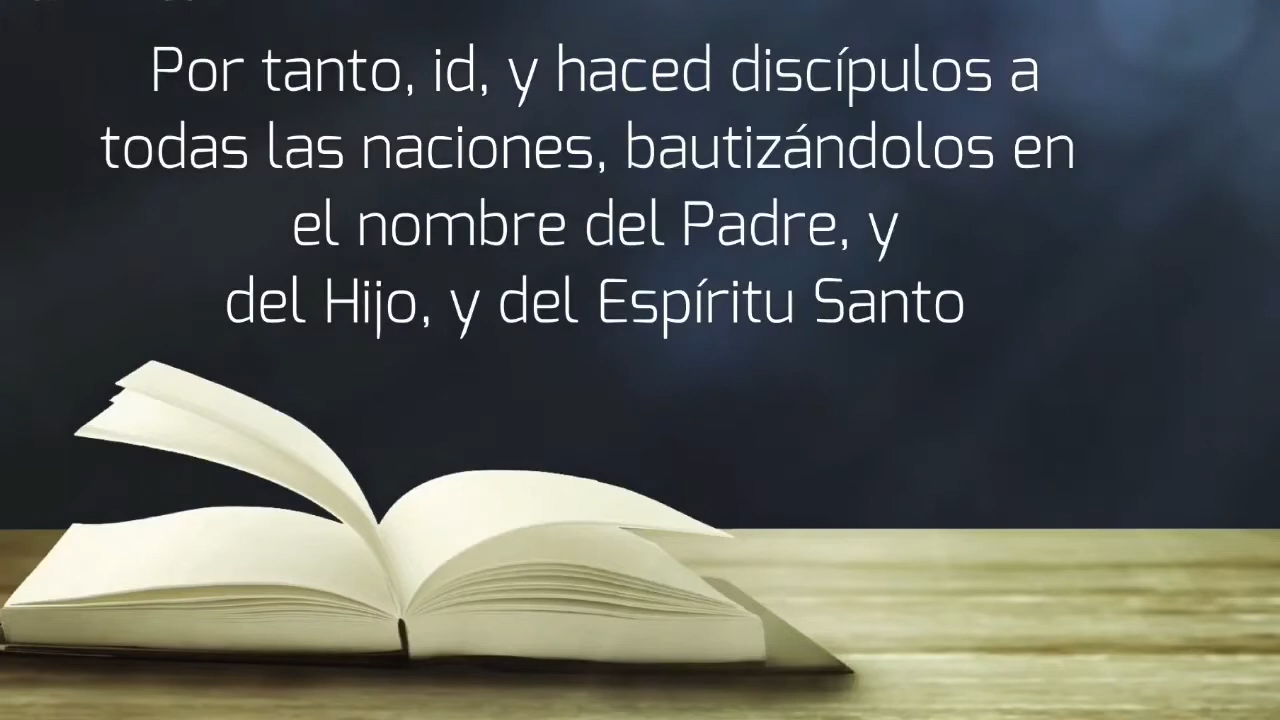 Por tanto, id, y haced discípulos a
todas las naciones, bautizándolos en
el nombre del Padre, y
del Hijo, y del Espíritu Santo